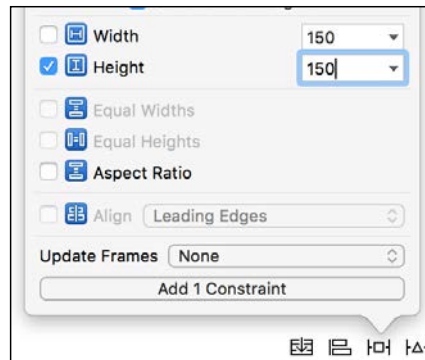 Width 150
Height 150
Equal Widths
Equal Heights
Aspect Ratio
Align Leading Edges
Update Frames None
Add 1 Constraint